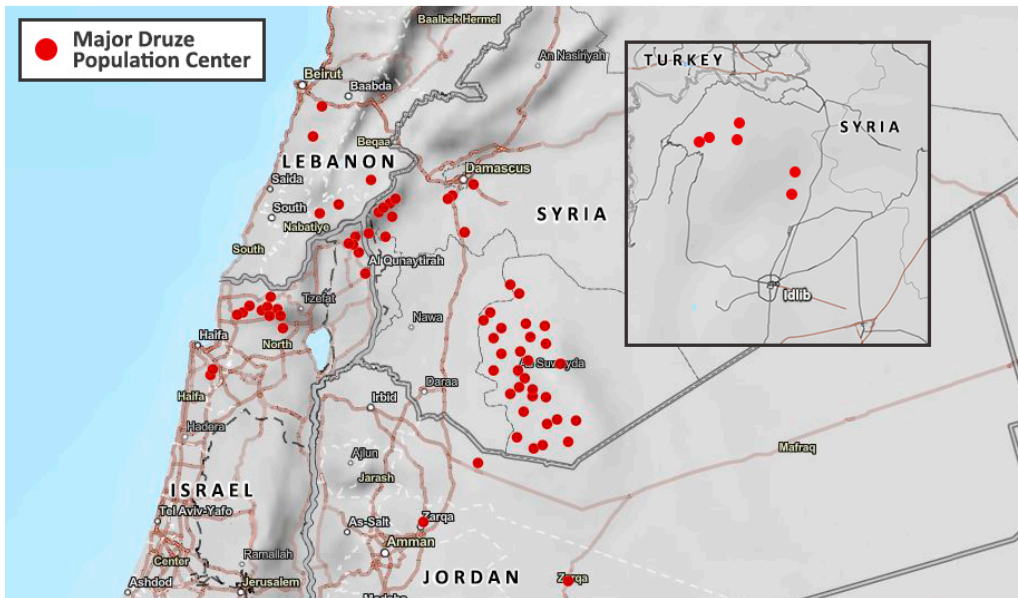 Major Druze
Population Center
Baalbek Hermel
An Nasiriyah
Beirut
Baabda
Beqaa
LEBANON
Damascus
Saida
South
Nabatiye
South
SYRIA
Al Qunaytirah
Tzefat
Nawa
Haifa
North
As Suwayda
Haifa
Daraa
Irbid
Hadera
Ajlun
Jarash
Mafraq
ISRAEL
Tel Aviv-Yafo
As-Salt
Zarqa
Amman
Ramallah
Center
JORDAN
Zarqa
Ashdod
Jerusalem
Madaba
TURKEY
SYRIA
Idlib